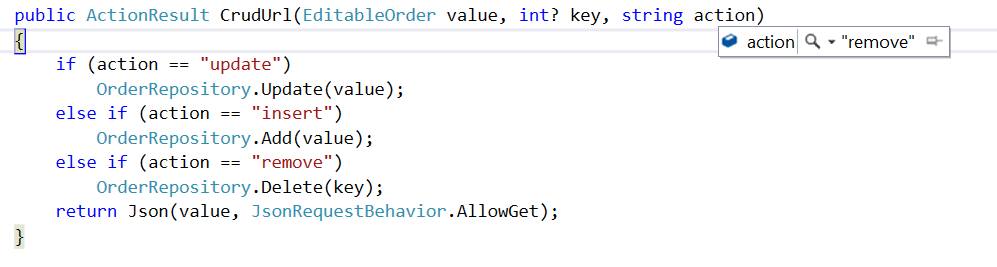 public ActionResult CrudUrl(EditableOrder value, int? key, string action)
{
action "remove"
if (action == "update")
OrderRepository.Update(value);
else if (action == "insert")
OrderRepository.Add(value);
else if (action == "remove")
OrderRepository.Delete(key);
return Json(value, JsonRequestBehavior.AllowGet);
}